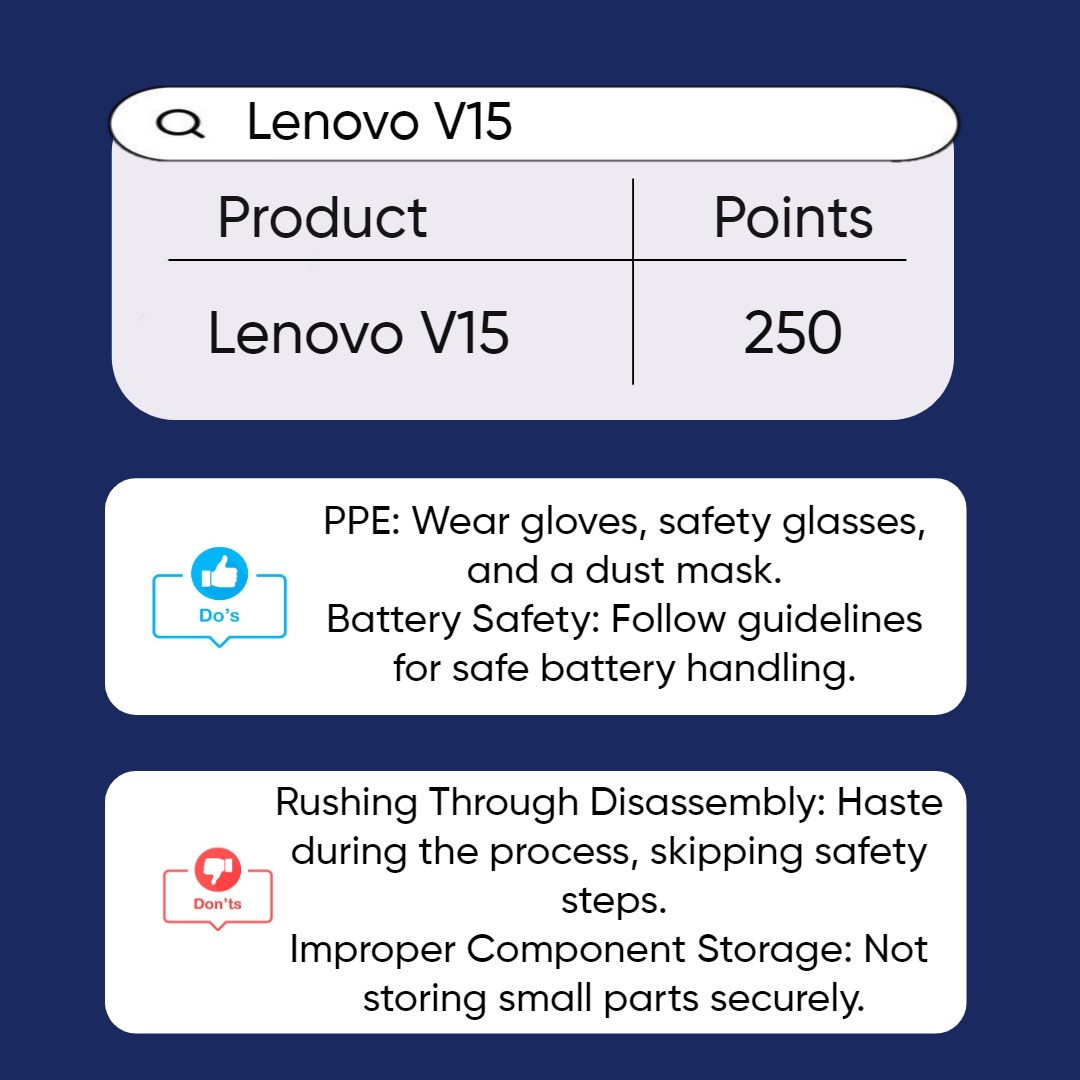 Lenovo V15
Product Points
Lenovo V15 250
Do's
PPE: Wear gloves, safety glasses,
and a dust mask.
Battery Safety: Follow guidelines
for safe battery handling.
Don'ts
Rushing Through Disassembly: Haste
during the process, skipping safety
steps.
Improper Component Storage: Not
storing small parts securely.